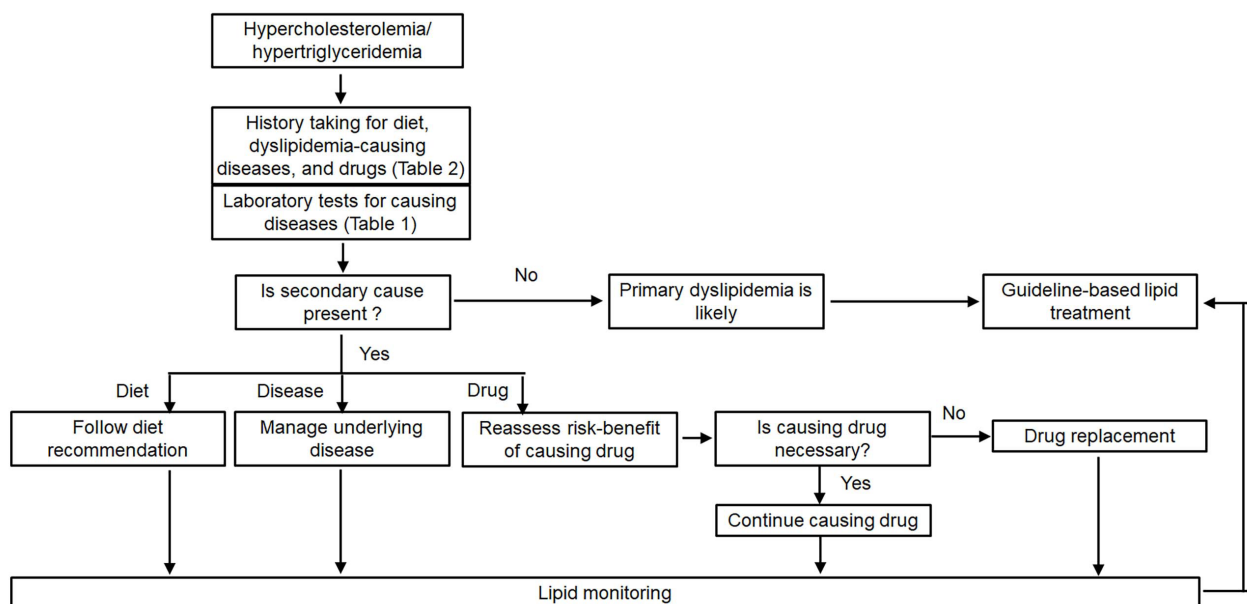 Hypercholesterolemia/
hypertriglyceridemia
History taking for diet,
dyslipidemia-causing
diseases, and drugs (Table 2)
Laboratory tests for causing
diseases (Table 1)
Is secondary cause
present ?
No
Primary dyslipidemia is
likely
Guideline-based lipid
treatment
Yes
Diet
Disease
Drug
Follow diet
recommendation
Manage underlying
disease
Reassess risk-benefit
of causing drug
Is causing drug
necessary?
No
Drug replacement
Yes
Continue causing drug
Lipid monitoring